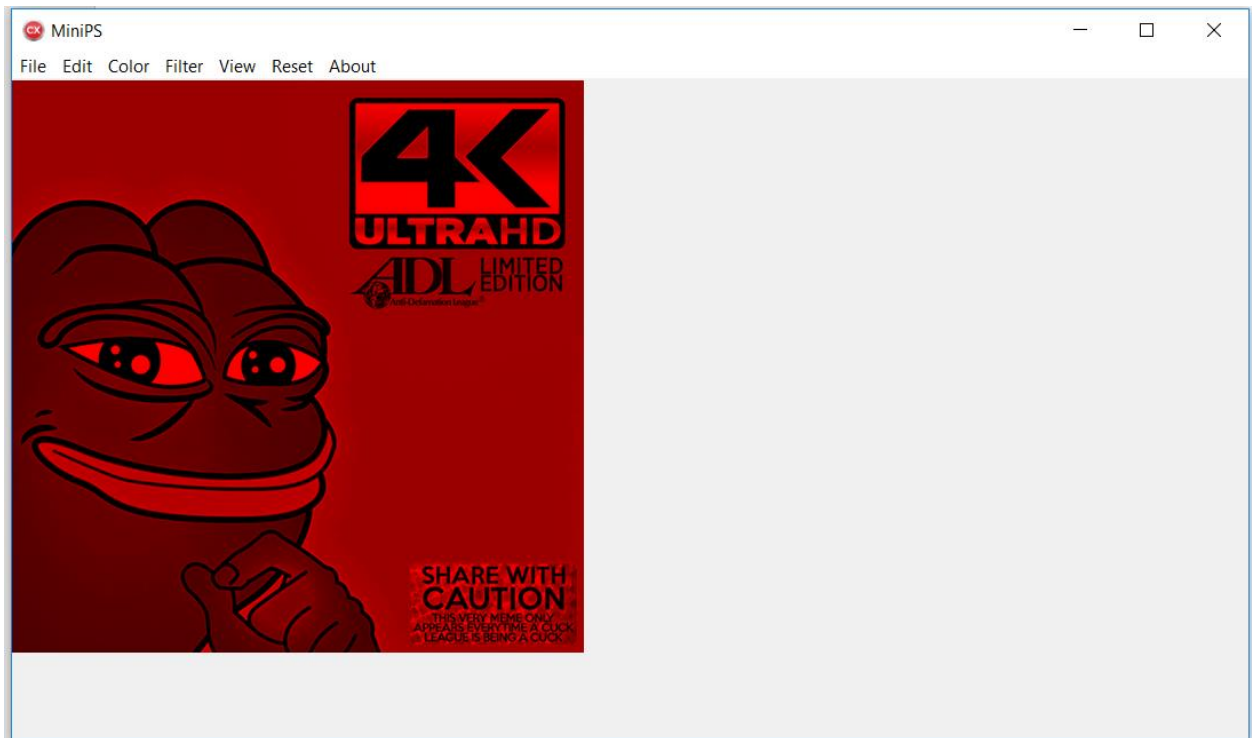 CX MiniPS
File Edit Color Filter View Reset About
4K
ULTRAHD
ADL LIMITED
EDITION
Anti-Defamation League®
SHARE WITH
CAUTION
THIS VERY MEME ONLY
APPEARS EVERYTIME A CUCK
LEAGUE IS BEING A CUCK